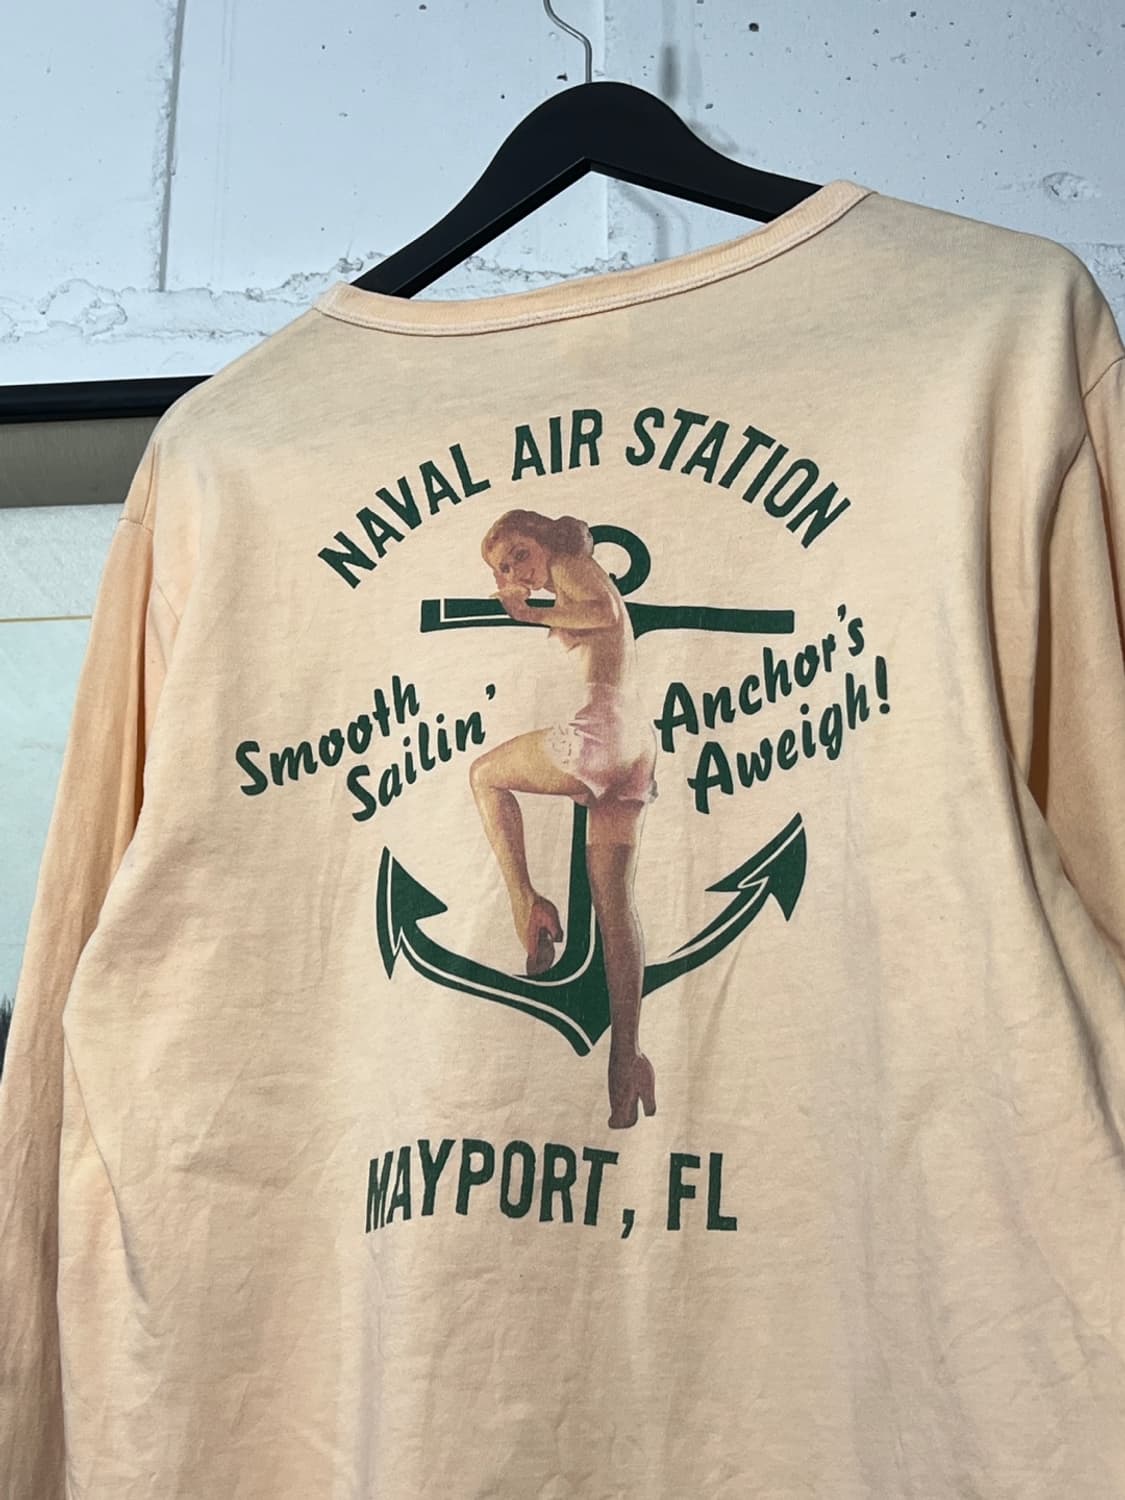 NAVAL AIR STATION
Smooth
Sailin'
Anchor's
Aweigh!
MAYPORT, FL